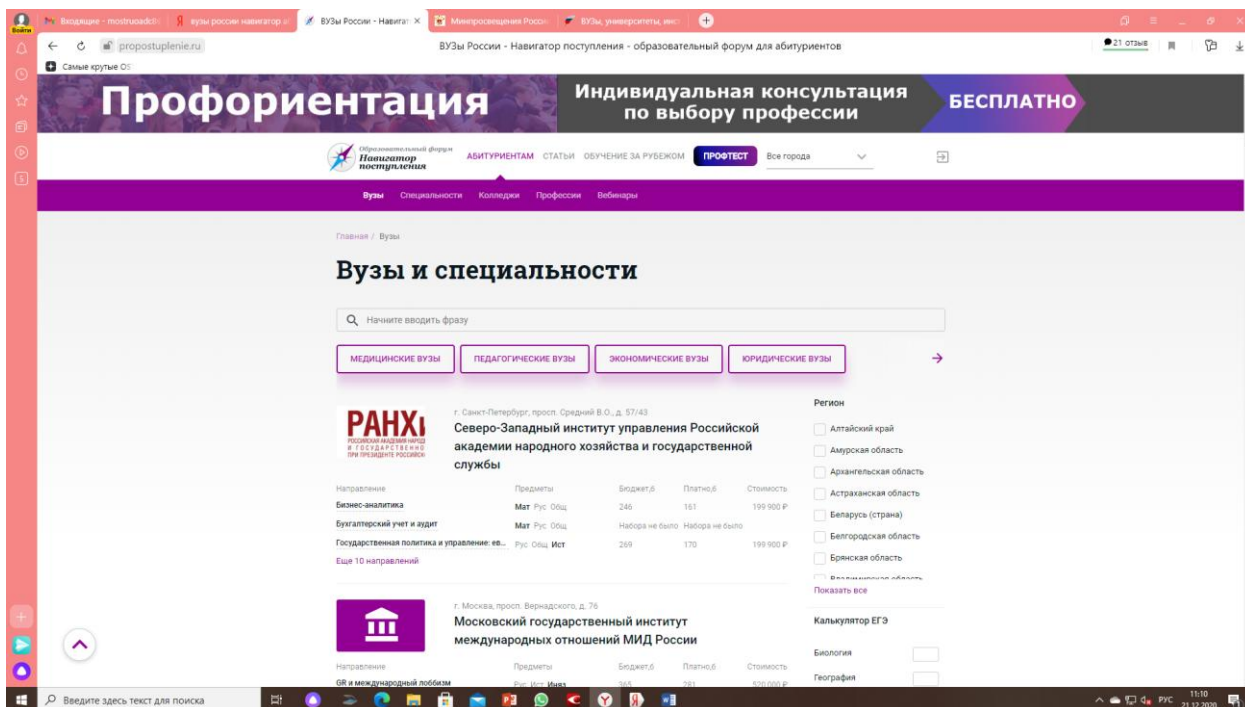 Войти
Входящие - mostruoadcli
вузы россии навигатор аб
ВУЗы России - Навигат
Минпросвещения Росси
ВУЗы, университеты, инст
propostuplenie.ru
ВУЗы России - Навигатор поступления - образовательный форум для абитуриентов
21 отзыв
Самые крутые OS
Профориентация
Индивидуальная консультация
по выбору профессии
БЕСПЛАТНО
Образовательный форум
Навигатор
поступления
АБИТУРИЕНТАМ СТАТЬИ ОБУЧЕНИЕ ЗА РУБЕЖОМ ПРОФТЕСТ Все города
Вузы Специальности Колледжи Профессии Вебинары
Главная / Вузы
Вузы и специальности
Начните вводить фразу
МЕДИЦИНСКИЕ ВУЗЫ ПЕДАГОГИЧЕСКИЕ ВУЗЫ ЭКОНОМИЧЕСКИЕ ВУЗЫ ЮРИДИЧЕСКИЕ ВУЗЫ
РАНХ
г. Санкт-Петербург, просп. Средний В.О., д. 57/43
Северо-Западный институт управления Российской
академии народного хозяйства и государственной
службы
Направление Предметы Бюджет,б Платно,б Стоимость
Бизнес-аналитика Мат Рус Общ 246 161 199 900 ₽
Бухгалтерский учет и аудит Мат Рус Общ Набора не было Набора не было
Государственная политика и управление: ев... Рус Общ Ист 269 170 199 900 ₽
Еще 10 направлений
г. Москва, просп. Вернадского, д. 76
Московский государственный институт
международных отношений МИД России
Направление Предметы Бюджет,б Платно,б Стоимость
GR и международный лоббизм Рус Ист Иняз 365 281 520 000 ₽
Регион
Алтайский край
Амурская область
Архангельская область
Астраханская область
Беларусь (страна)
Белгородская область
Брянская область
Владимирская область
Показать все
Калькулятор ЕГЭ
Биология
География
Введите здесь текст для поиска
РУС
11:10
21.12.2020